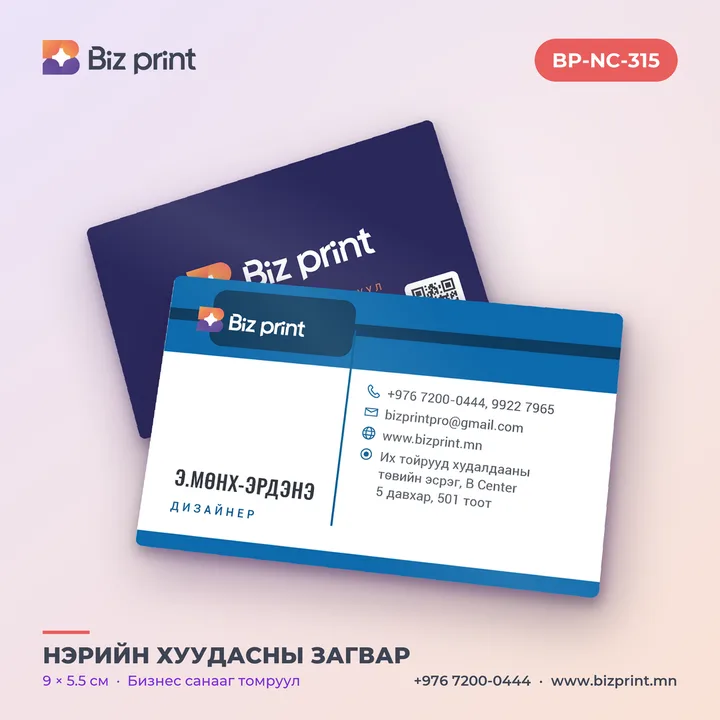 Biz print
BP-NC-315
Biz print
Biz print
+976 7200-0444, 9922 7965
bizprintpro@gmail.com
www.bizprint.mn
Их тойрууд худалдааны
төвийн эсрэг, B Center
5 давхар, 501 тоот
Э.МӨНХ-ЭРДЭНЭ
ДИЗАЙНЕР
НЭРИЙН ХУУДАСНЫ ЗАГВАР
9 × 5.5 см · Бизнес санааг томруул
+976 7200-0444 · www.bizprint.mn